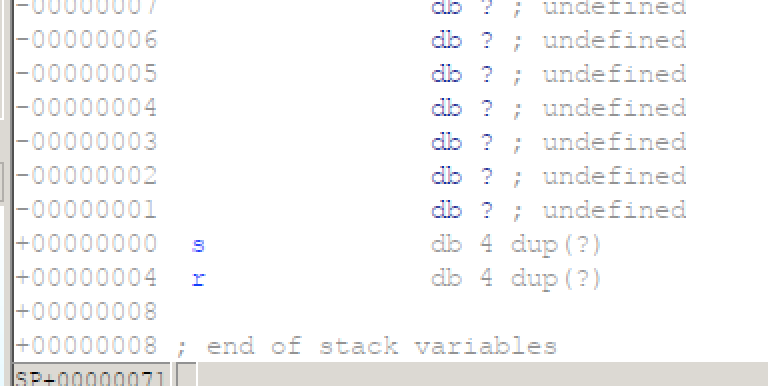 -00000007 db ? ; undefined
-00000006 db ? ; undefined
-00000005 db ? ; undefined
-00000004 db ? ; undefined
-00000003 db ? ; undefined
-00000002 db ? ; undefined
-00000001 db ? ; undefined
+00000000 s db 4 dup(?)
+00000004 r db 4 dup(?)
+00000008
+00000008 ; end of stack variables
SP+00000071